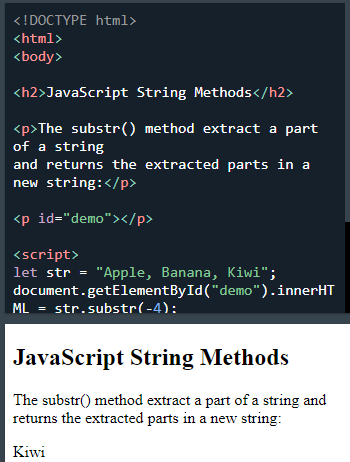 <!DOCTYPE html>
<html>
<body>
<h2>JavaScript String Methods</h2>
<p>The substr() method extract a part
of a string
and returns the extracted parts in a
new string:</p>
<p id="demo"></p>
<script>
let str = "Apple, Banana, Kiwi";
document.getElementById("demo").innerHT
ML = str.substr(-4);
JavaScript String Methods
The substr() method extract a part of a string and
returns the extracted parts in a new string:
Kiwi